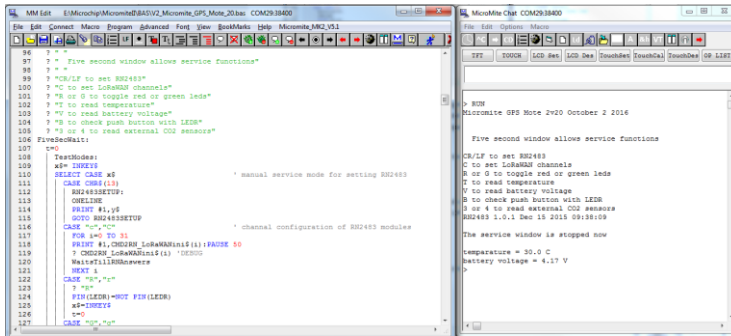 MM Edit E:\Microchip\MicromiteII\BAS\V2_Micromite_GPS_Mote_20.bas COM29:38400
File Edit Connect Macro Program Advanced Font View BookMarks Help Micromite_MK2_V5.1
96 ? " "
97 ? "  Five second window allows service functions"
98 ? " "
99 ? "CR/LF to set RN2483"
100 ? "C to set LoRaWAN channels"
101 ? "R or G to toggle red or green leds"
102 ? "T to read temperature"
103 ? "V to read battery voltage"
104 ? "B to check push button with LEDR"
105 ? "3 or 4 to read external CO2 sensors"
106 FiveSecWait:
107 t=0
108 TestNodes:
109 x$= INKEY$
110 SELECT CASE x$ ' manual service mode for setting RN2483
111 CASE CHR$(13)
112 RN2483SETUP:
113 ONELINE
114 PRINT #1,y$
115 GOTO RN2483SETUP
116 CASE "c","C" ' channel configuration of RN2483 modules
117 FOR i=0 TO 31
118 PRINT #1,CMD2RN_LoRaWANini$(i):PAUSE 50
119 ? CMD2RN_LoRaWANini$(i) 'DEBUG
120 WaitsTillRNAnswers
121 NEXT i
122 CASE "R","r"
123 ? "R"
124 PIN(LEDR)=NOT PIN(LEDR)
125 x$=INKEY$
126 t=0
127 CASE "G","g"
MicroMite Chat COM29:38400
File Edit Options Macro
TFT TOUCH LCD Set LCD Des TouchSet TouchCal TouchDes OP LIST
> RUN
Micromite GPS Mote 2v20 October 2 2016
Five second window allows service functions
CR/LF to set RN2483
C to set LoRaWAN channels
R or G to toggle red or green leds
T to read temperature
V to read battery voltage
B to check push button with LEDR
3 or 4 to read external CO2 sensors
RN2483 1.0.1 Dec 15 2015 09:38:09
The service window is stopped now
temparature = 30.0 C
battery voltage = 4.17 V
>